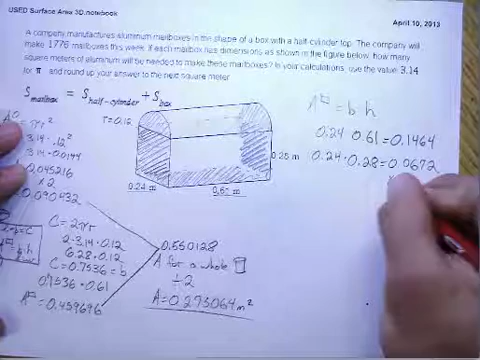 USED Surface Area 3D.notebook
April 10, 2013
A company manufactures aluminum mailboxes in the shape of a box with a half-cylinder top. The company will
make 1776 mailboxes this week. If each mailbox has dimensions as shown in the figure below, how many
square meters of aluminum will be needed to make these mailboxes? In your calculations, use the value 3.14
for π and round up your answer to the next square meter.
S mailbox = S half-cylinder + S box
r=0.12
0.24 m
0.61 m
A = b h
0.24 0.61=0.1464
0.24·0.28=0.0672
πr²
3.14·.12²
3.14·0.0144
0.045216
×2
0.090432
C=2πr
2·3.14·0.12
6.28·0.12
C=0.7536=b
0.7536·0.61
A=0.459696
b·h
0.550128
A for a whole
÷2
A=0.275064m²